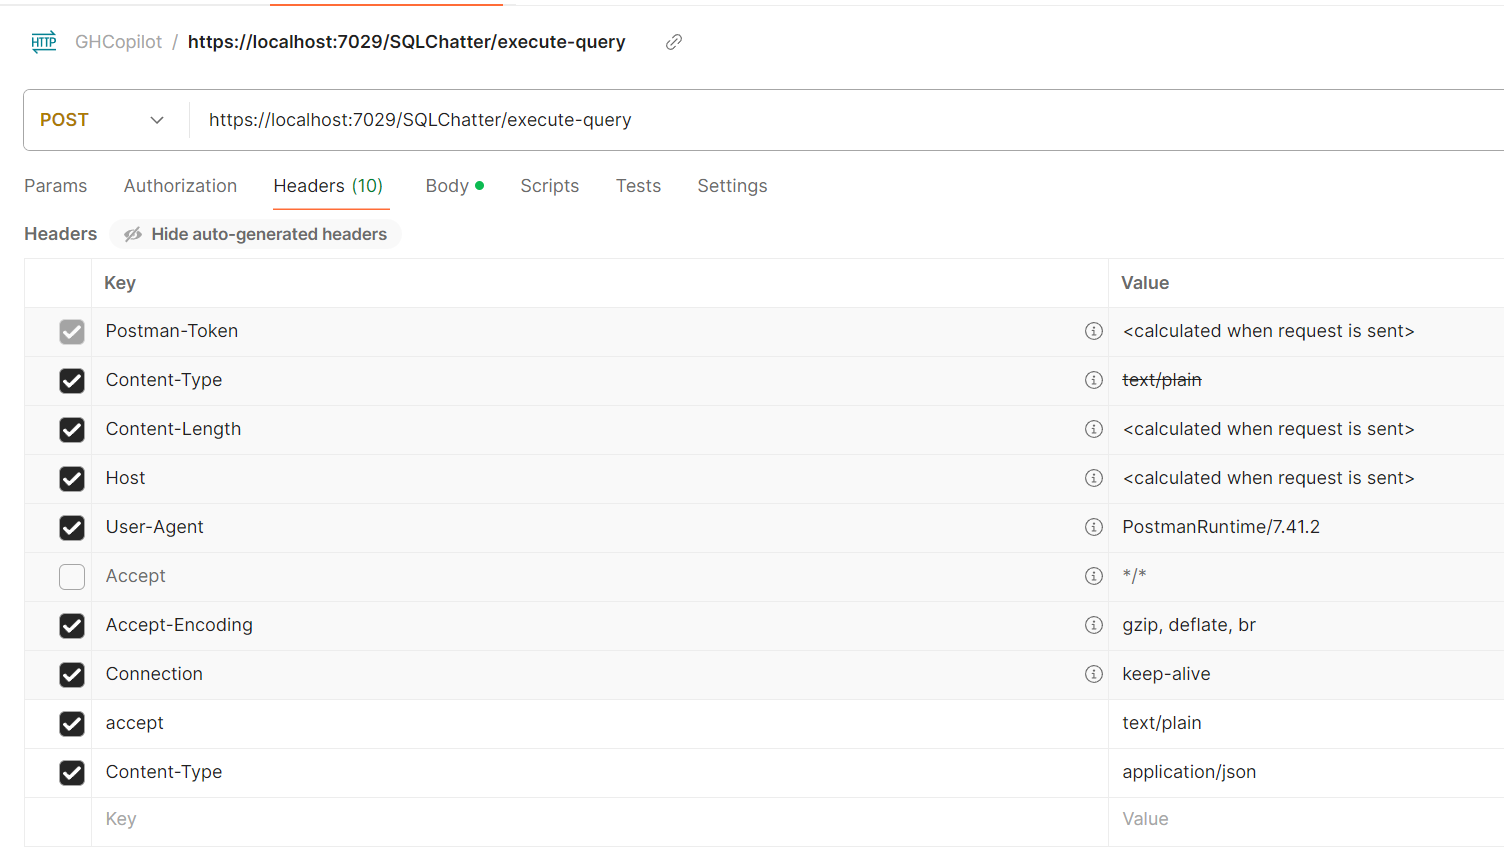 HTTP GHCopilot / https://localhost:7029/SQLChatter/execute-query
POST https://localhost:7029/SQLChatter/execute-query
Params Authorization Headers (10) Body Scripts Tests Settings
Headers Hide auto-generated headers
Key Value
Postman-Token <calculated when request is sent>
Content-Type text/plain
Content-Length <calculated when request is sent>
Host <calculated when request is sent>
User-Agent PostmanRuntime/7.41.2
Accept */*
Accept-Encoding gzip, deflate, br
Connection keep-alive
accept text/plain
Content-Type application/json
Key Value